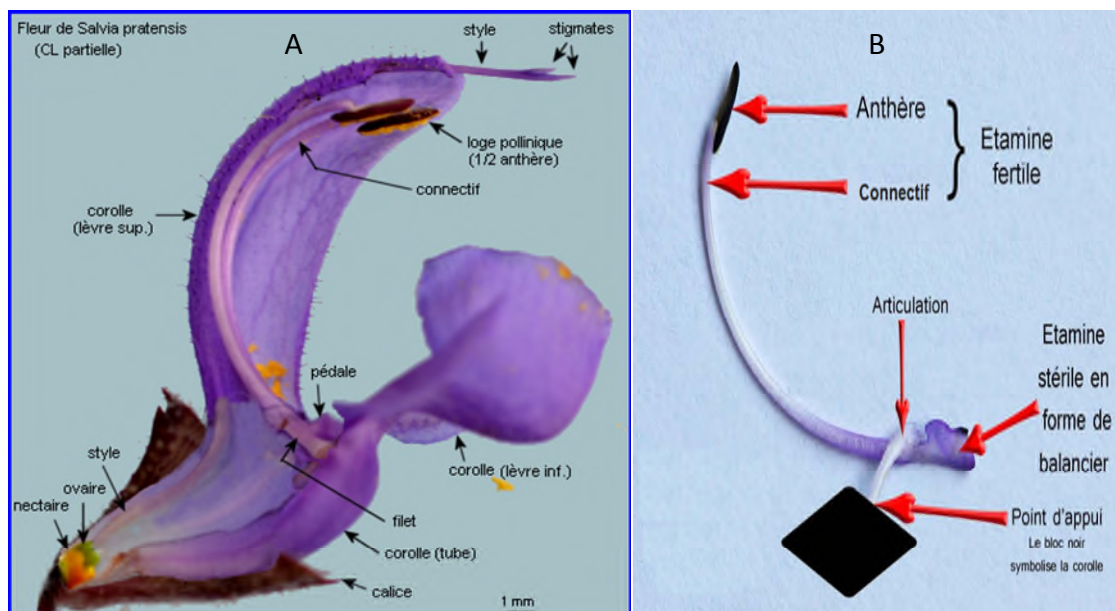 Fleur de Salvia pratensis
(CL partielle)
A
style
stigmates
loge pollinique
(1/2 anthère)
connectif
corolle
(lèvre sup.)
pédale
corolle (lèvre inf.)
style
ovaire
nectaire
filet
corolle (tube)
calice
1 mm
B
Anthère
Connectif
Etamine
fertile
Articulation
Etamine
stérile en
forme de
balancier
Point d'appui
Le bloc noir
symbolise la corolle